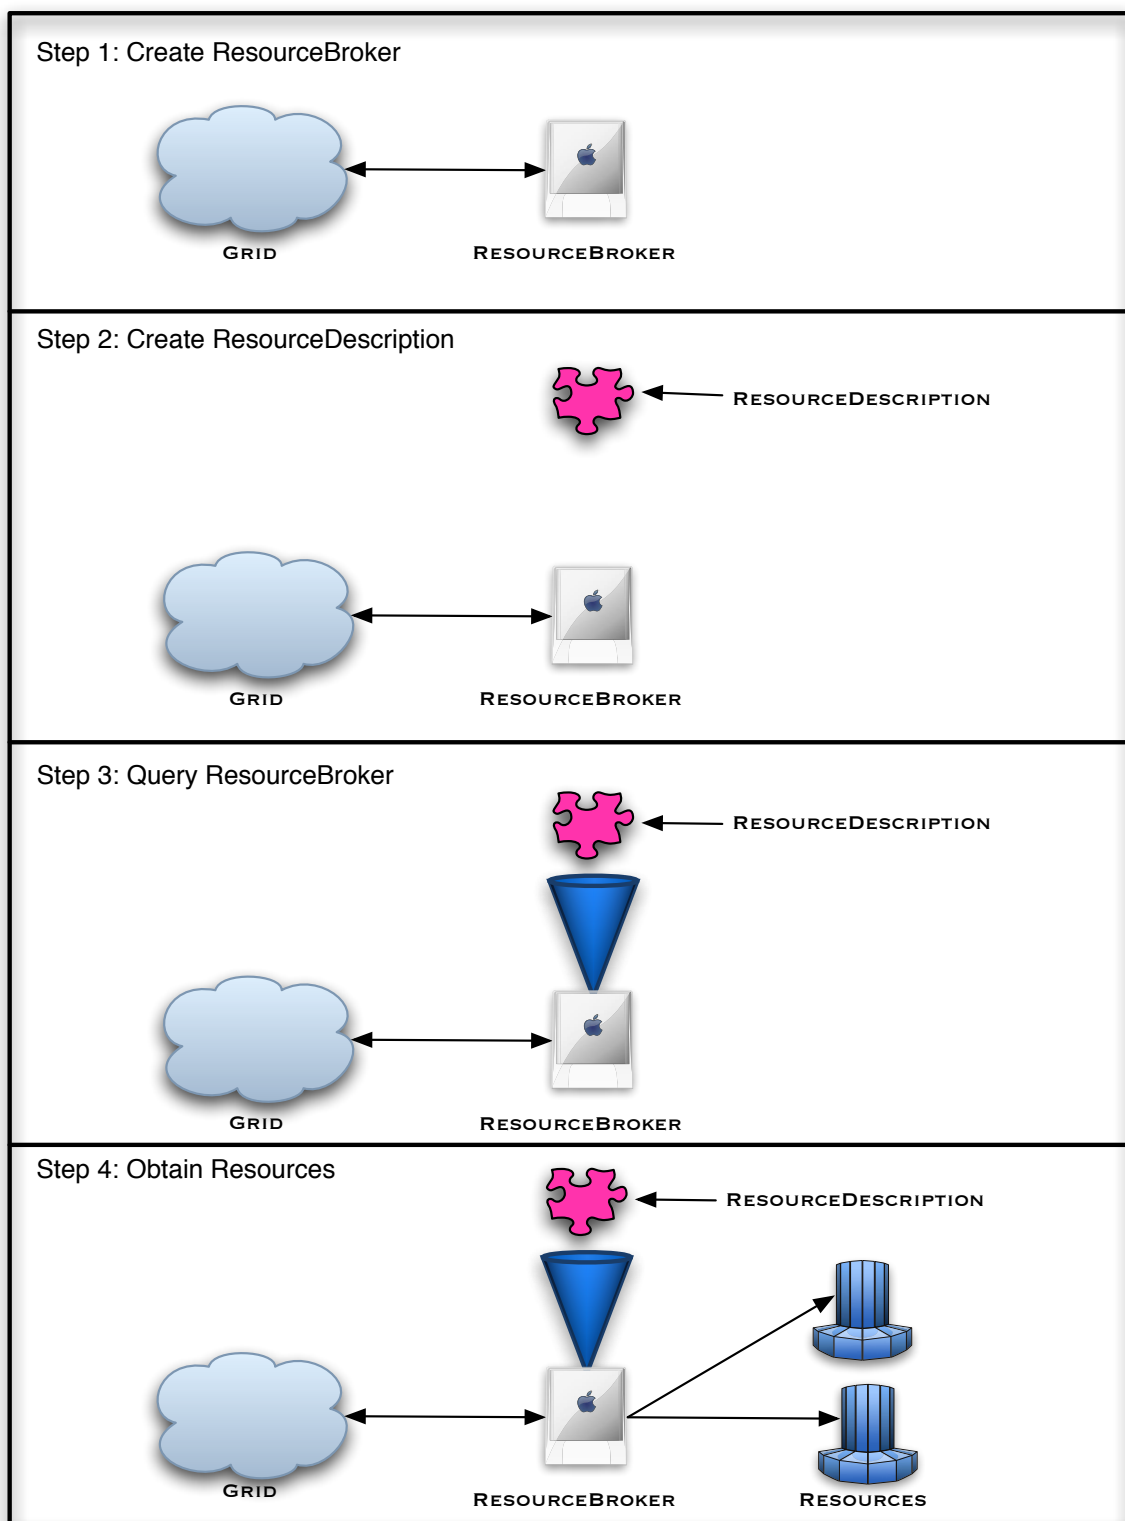 Step 1: Create ResourceBroker
Grid
ResourceBroker
Step 2: Create ResourceDescription
ResourceDescription
Grid
ResourceBroker
Step 3: Query ResourceBroker
ResourceDescription
Grid
ResourceBroker
Step 4: Obtain Resources
ResourceDescription
Grid
ResourceBroker
Resources